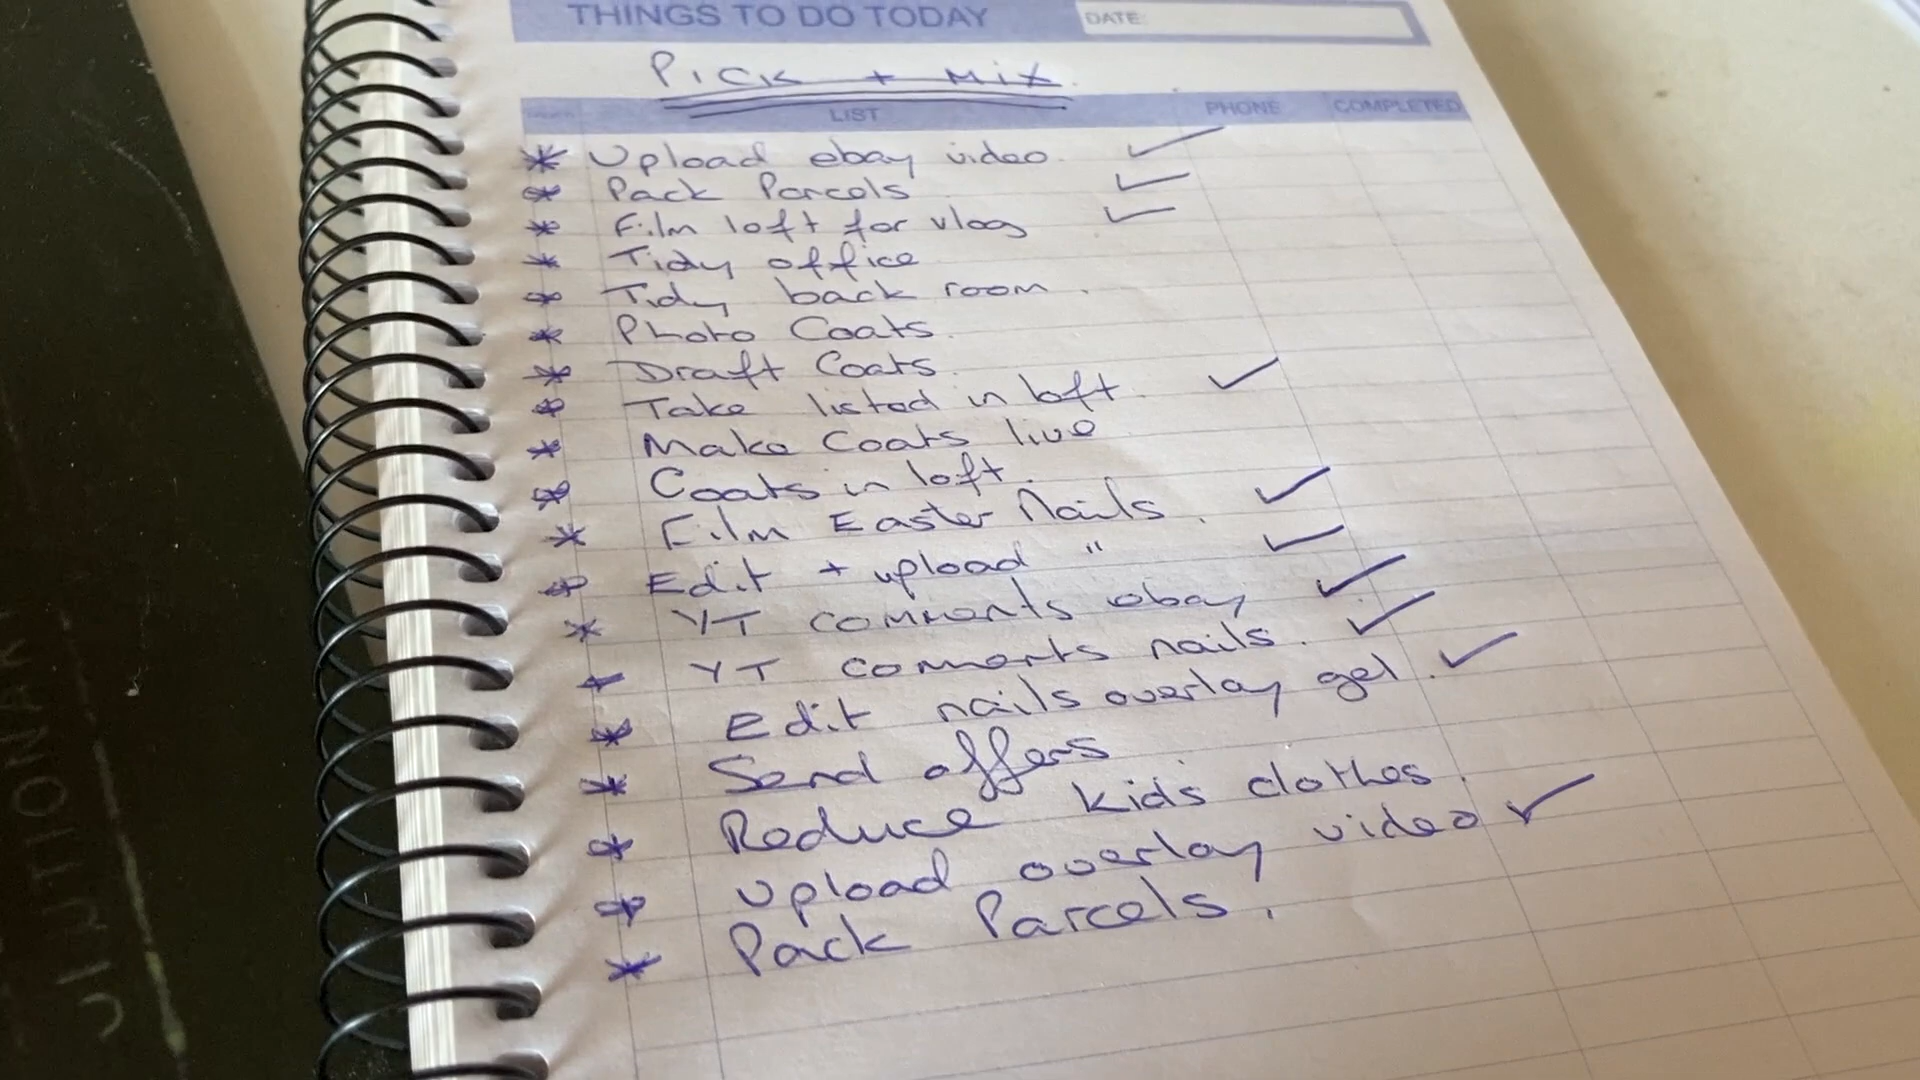 THINGS TO DO TODAY DATE:
PICK + MIX
LIST PHONE COMPLETED
* Upload ebay video. ✓
* Pack Parcels ✓
* Film loft for vlog ✓
* Tidy office
* Tidy back room.
* Photo Coats.
* Draft Coats.
* Take listed in loft. ✓
* Make Coats live
* Coats in loft.
* Film Easter Nails. ✓
* Edit + upload " ✓
* YT comments ebay ✓
* YT comments nails. ✓
* Edit nails overlay gel. ✓
* Send offers
* Reduce kids clothes.
* Upload overlay video ✓
* Pack Parcels.